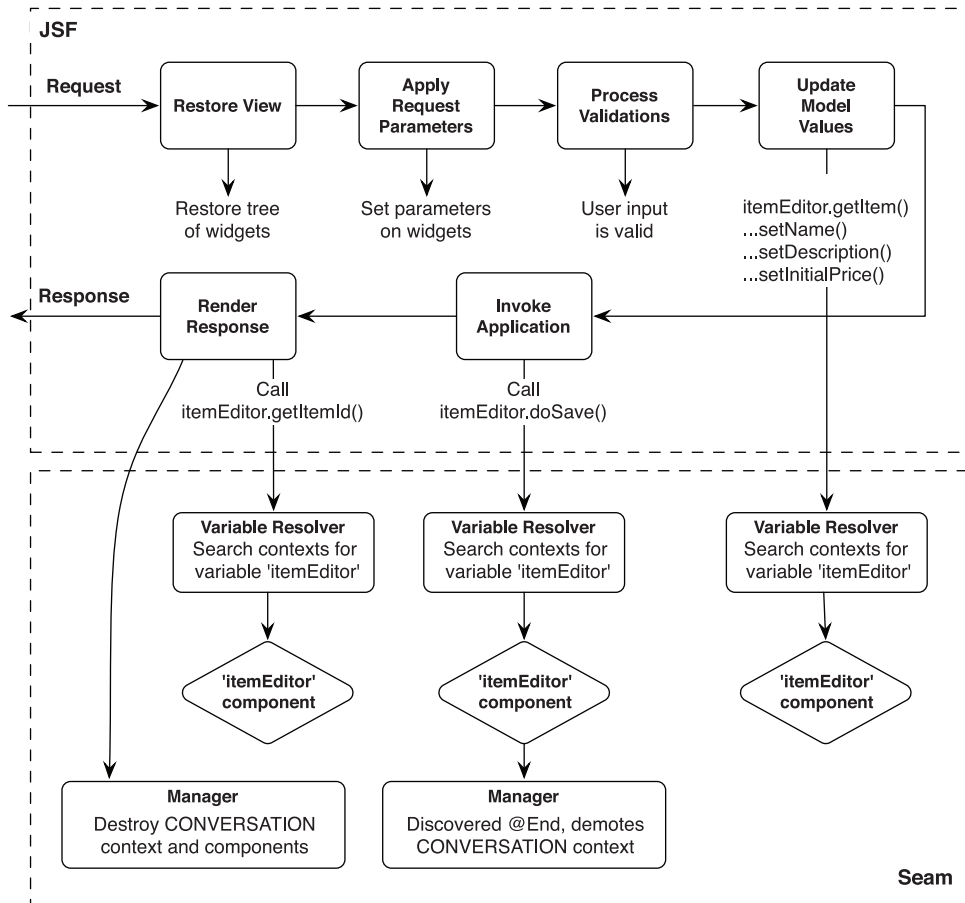 JSF
Request
Restore View
Apply
Request
Parameters
Process
Validations
Update
Model
Values
Restore tree
of widgets
Set parameters
on widgets
User input
is valid
itemEditor.getItem()
...setName()
...setDescription()
...setInitialPrice()
Response
Render
Response
Invoke
Application
Call
itemEditor.getItemId()
Call
itemEditor.doSave()
Variable Resolver
Search contexts for
variable 'itemEditor'
Variable Resolver
Search contexts for
variable 'itemEditor'
Variable Resolver
Search contexts for
variable 'itemEditor'
'itemEditor'
component
'itemEditor'
component
'itemEditor'
component
Manager
Destroy CONVERSATION
context and components
Manager
Discovered @End, demotes
CONVERSATION context
Seam